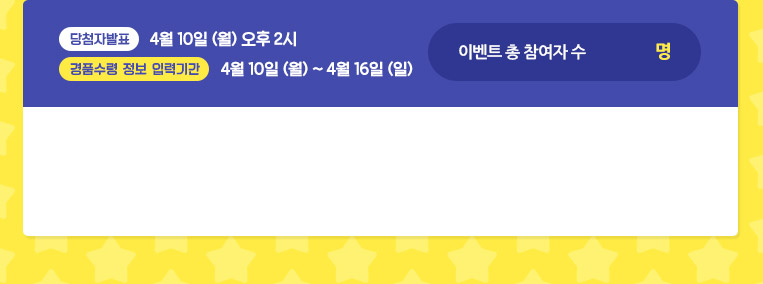 당첨자발표 4월 10일 (월) 오후 2시
경품수령 정보 입력기간 4월 10일 (월) ~ 4월 16일 (일)
이벤트 총 참여자 수 명